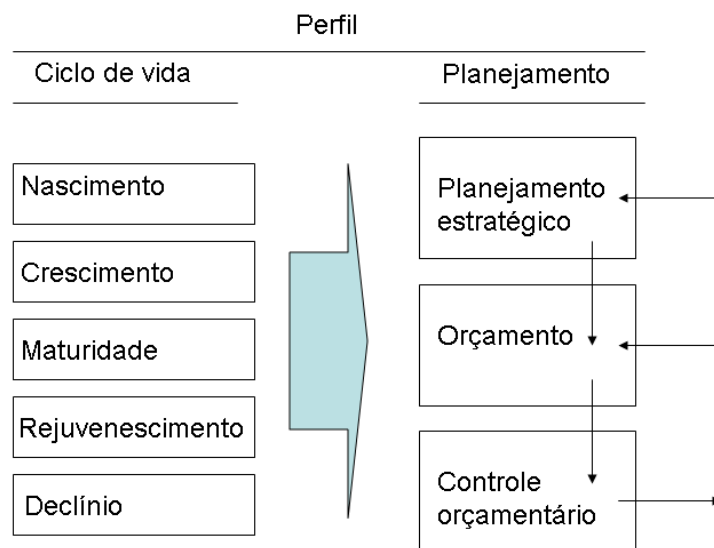 Perfil
Ciclo de vida
Planejamento
Nascimento
Crescimento
Maturidade
Rejuvenescimento
Declínio
Planejamento
estratégico
Orçamento
Controle
orçamentário